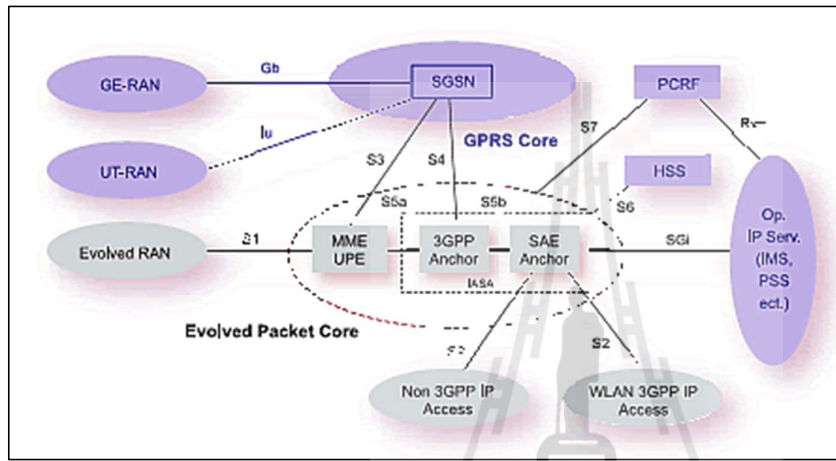 Gb
GE-RAN
SGSN
PCRF
Iu
S7
GPRS Core
UT-RAN
S3
S4
HSS
S5a
S5b
S6
Evolved RAN
S1
MME
UPE
3GPP
Anchor
SAE
Anchor
SGi
Op.
IP Serv.
(IMS,
PSS
ect.)
IASA
Evolved Packet Core
S2
Non 3GPP IP
Access
WLAN 3GPP IP
Access